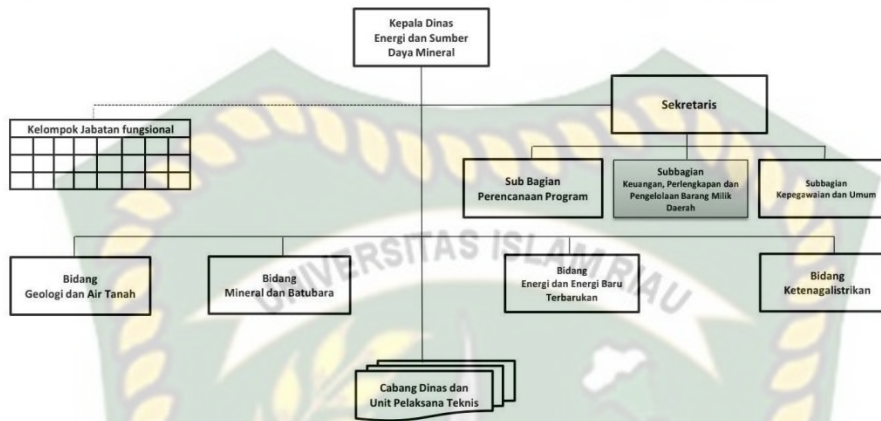 Kepala Dinas
Energi dan Sumber
Daya Mineral
Sekretaris
Kelompok Jabatan fungsional
Sub Bagian
Perencanaan Program
Subbagian
Keuangan, Perlengkapan dan
Pengelolaan Barang Milik
Daerah
Subbagian
Kepegawaian dan Umum
UNIVERSITAS ISLAM RIAU
Bidang
Geologi dan Air Tanah
Bidang
Mineral dan Batubara
Bidang
Energi dan Energi Baru
Terbarukan
Bidang
Ketenagalistrikan
Cabang Dinas dan
Unit Pelaksana Teknis